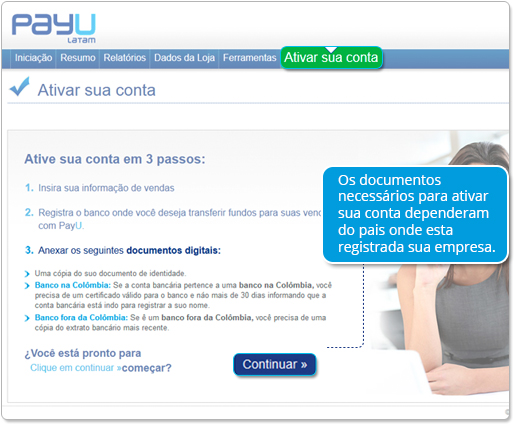 PayU
LATAM
Iniciação Resumo Relatórios Dados da Loja Ferramentas Ativar sua conta
Ativar sua conta
Ative sua conta em 3 passos:
1. Insira sua informação de vendas
2. Registra o banco onde você deseja transferir fundos para suas venc
com PayU.
3. Anexar os seguintes documentos digitais:
Uma cópia do seu documento de identidade.
Banco na Colômbia: Se a conta bancária pertence a uma banco na Colômbia, você
precisa de um certificado válido para o banco e não mais de 30 dias informando que a
conta bancária está indo para registrar a seu nome.
Banco fora da Colômbia: Se é um banco fora da Colômbia, você precisa de uma
cópia do extrato bancário mais recente.
Os documentos
necessários para ativar
sua conta dependeram
do pais onde esta
registrada sua empresa.
¿Você está pronto para
Clique em continuar »começar?
Continuar »